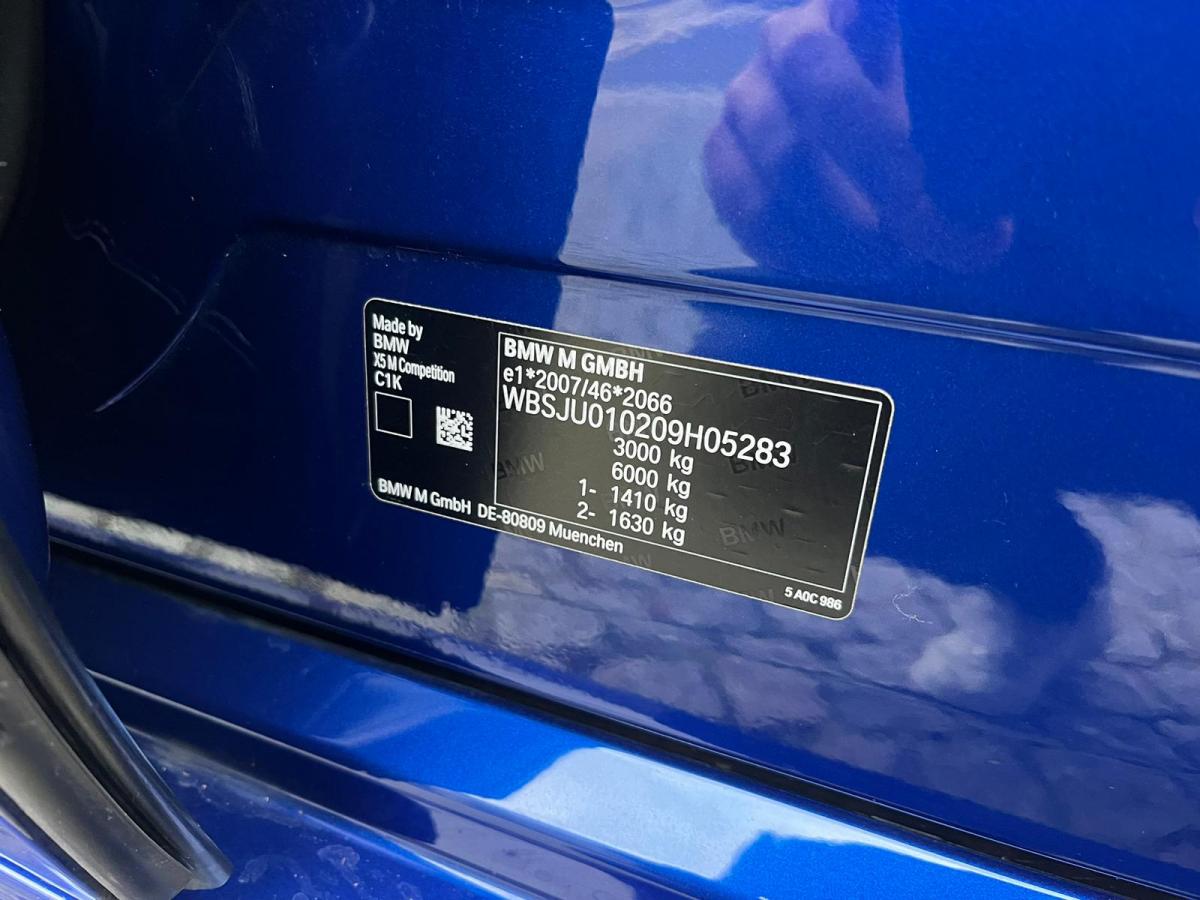 Made by
BMW
X5 M Competition
C1K
BMW M GMBH
e1*2007/46*2066
WBSJU010209H05283
3000 kg
6000 kg
1- 1410 kg
2- 1630 kg
BMW M GmbH DE-80809 Muenchen
5 A0C 986